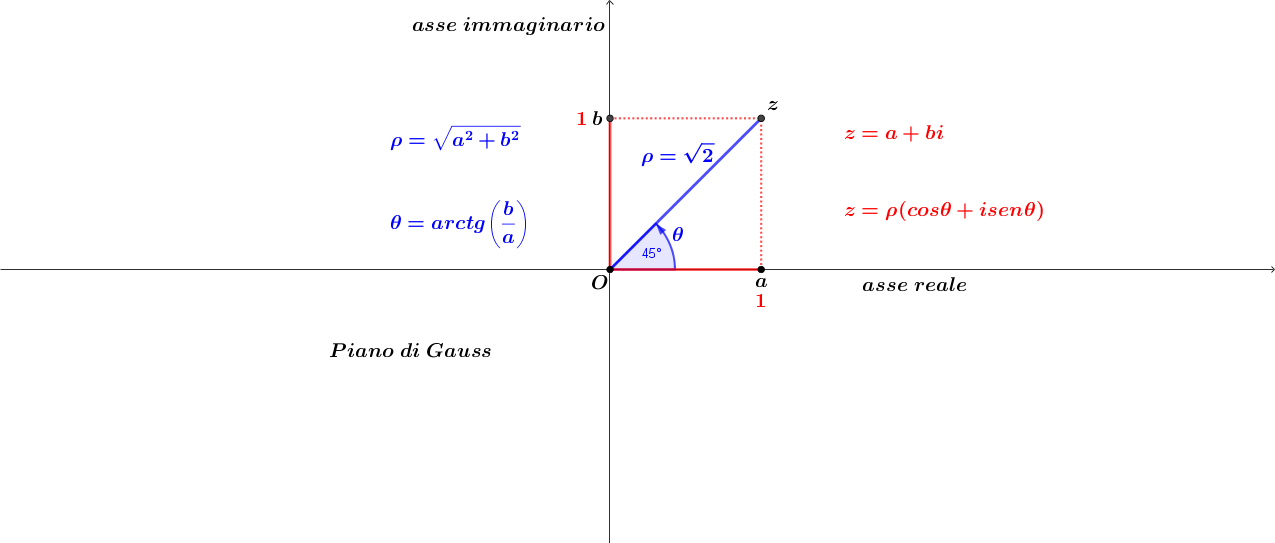 asse immaginario
z
1 b
ρ = √(a² + b²)
z = a + bi
ρ = √2
θ = arctg(b/a)
z = ρ(cosθ + isenθ)
θ
45°
O
a
asse reale
1
Piano di Gauss